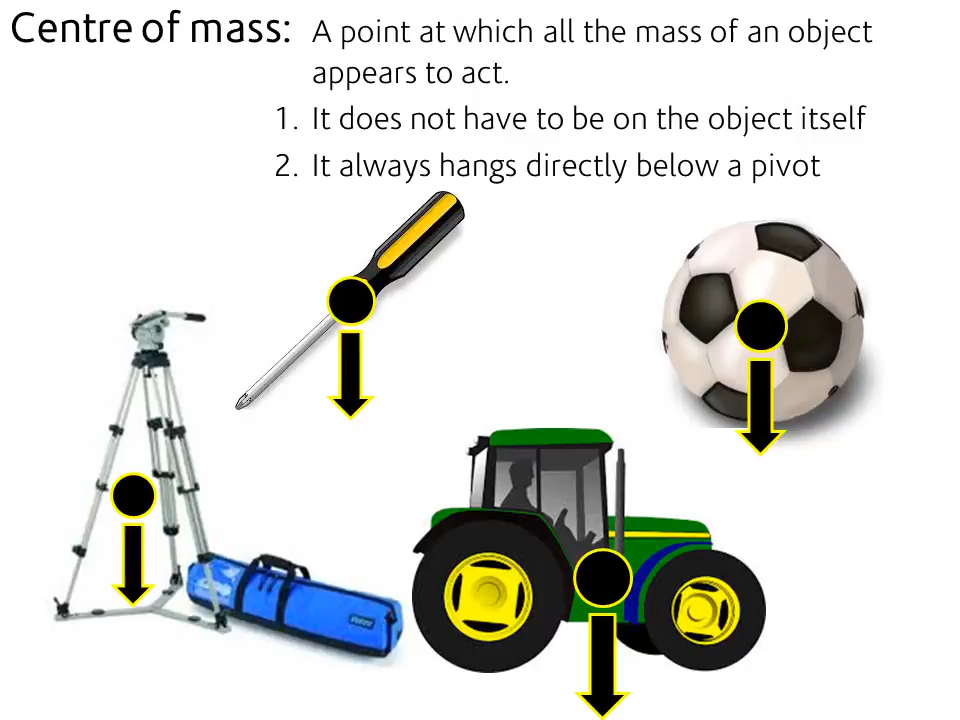 Centre of mass: A point at which all the mass of an object
appears to act.
1. It does not have to be on the object itself
2. It always hangs directly below a pivot